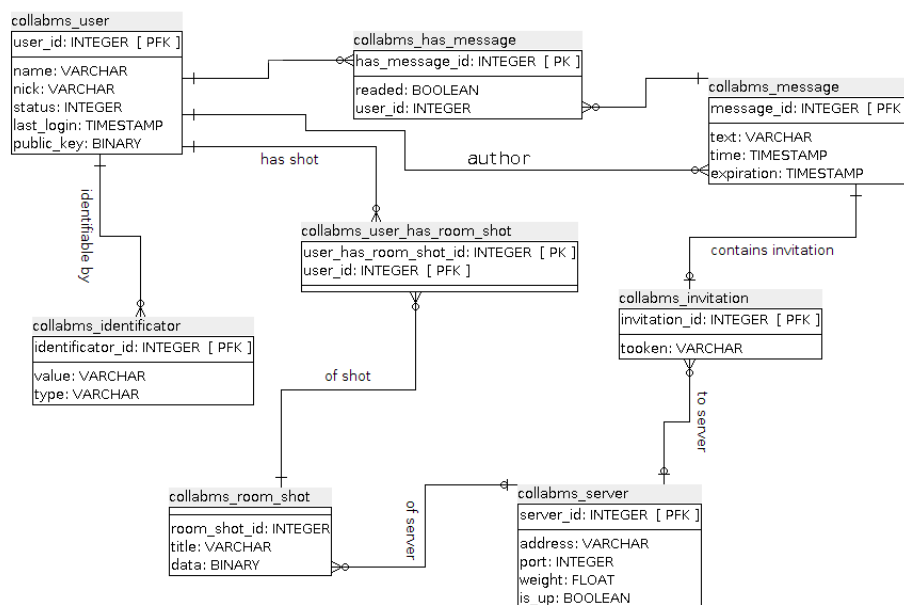 collabms_user
user_id: INTEGER [ PFK ]
name: VARCHAR
nick: VARCHAR
status: INTEGER
last_login: TIMESTAMP
public_key: BINARY
collabms_has_message
has_message_id: INTEGER [ PK ]
readed: BOOLEAN
user_id: INTEGER
collabms_message
message_id: INTEGER [ PFK
text: VARCHAR
time: TIMESTAMP
expiration: TIMESTAMP
has shot
author
identifiable by
collabms_user_has_room_shot
user_has_room_shot_id: INTEGER [ PK ]
user_id: INTEGER [ PFK ]
contains invitation
collabms_identificator
identificator_id: INTEGER [ PFK ]
value: VARCHAR
type: VARCHAR
collabms_invitation
invitation_id: INTEGER [ PFK ]
tooken: VARCHAR
of shot
to server
collabms_room_shot
room_shot_id: INTEGER
title: VARCHAR
data: BINARY
of server
collabms_server
server_id: INTEGER [ PFK ]
address: VARCHAR
port: INTEGER
weight: FLOAT
is_up: BOOLEAN